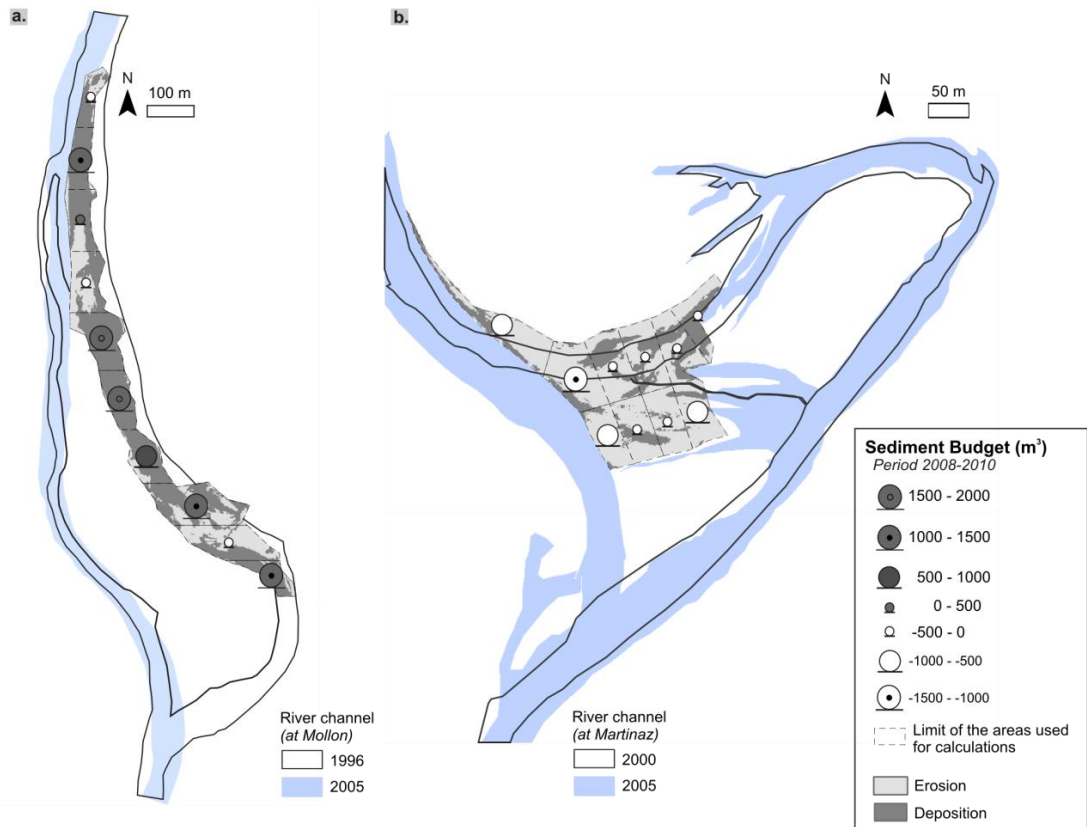 a.
b.
N
100 m
N
50 m
Sediment Budget (m³)
Period 2008-2010
1500 - 2000
1000 - 1500
500 - 1000
0 - 500
-500 - 0
-1000 - -500
-1500 - -1000
Limit of the areas used
for calculations
Erosion
Deposition
River channel
(at Mollon)
1996
2005
River channel
(at Martinaz)
2000
2005